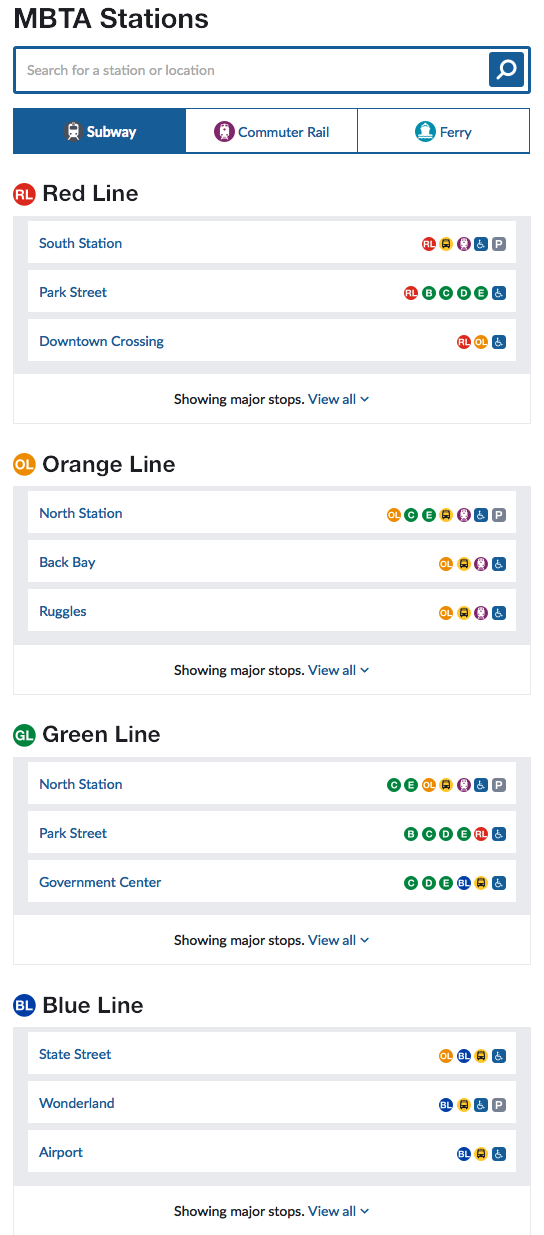 MBTA Stations
Search for a station or location
Subway Commuter Rail Ferry
RL Red Line
South Station RL P
Park Street RL B C D E
Downtown Crossing RL OL
Showing major stops. View all
OL Orange Line
North Station OL C E P
Back Bay OL
Ruggles OL
Showing major stops. View all
GL Green Line
North Station C E OL P
Park Street B C D E RL
Government Center C D E BL
Showing major stops. View all
BL Blue Line
State Street OL BL
Wonderland BL P
Airport BL
Showing major stops. View all